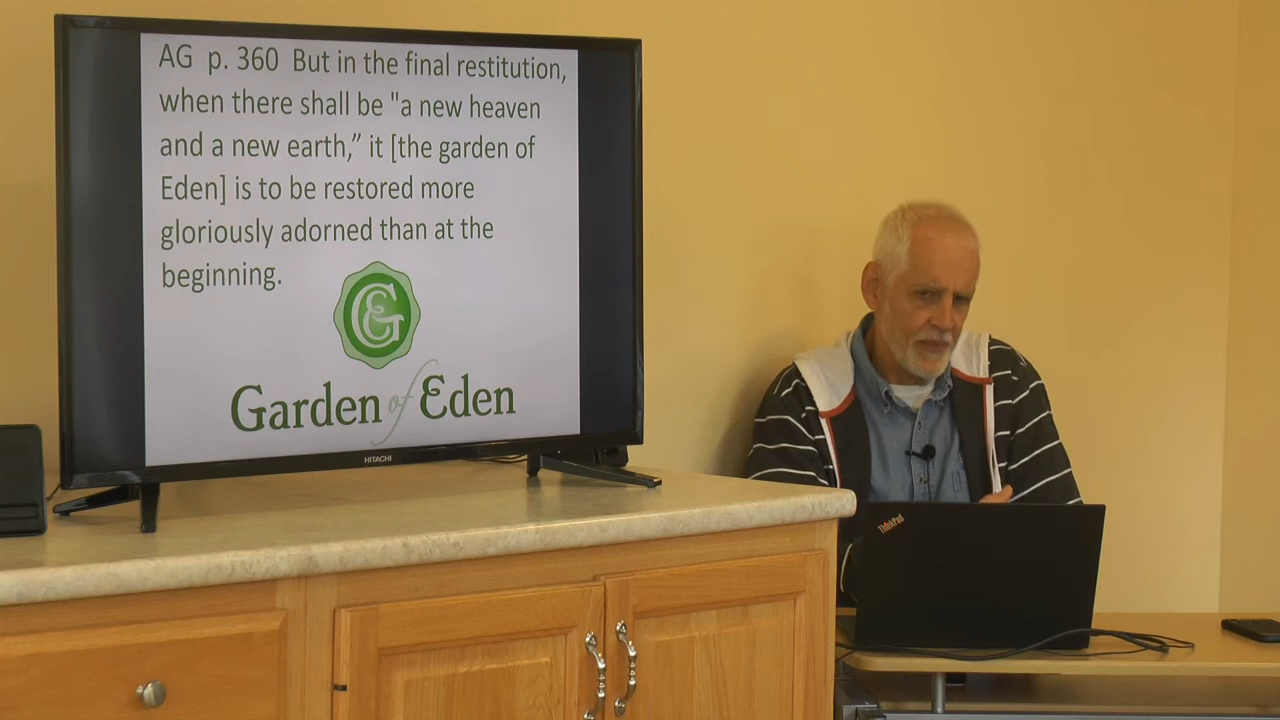 AG p. 360 But in the final restitution,
when there shall be "a new heaven
and a new earth,” it [the garden of
Eden] is to be restored more
gloriously adorned than at the
beginning.
GE
Garden of Eden
HITACHI
ThinkPad